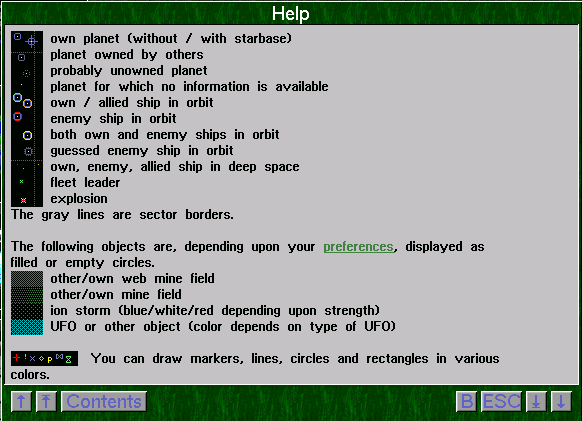 Help
own planet (without / with starbase)
planet owned by others
probably unowned planet
planet for which no information is available
own / allied ship in orbit
enemy ship in orbit
both own and enemy ships in orbit
guessed enemy ship in orbit
own, enemy, allied ship in deep space
fleet leader
explosion
The gray lines are sector borders.
The following objects are, depending upon your preferences, displayed as
filled or empty circles.
other/own web mine field
other/own mine field
ion storm (blue/white/red depending upon strength)
UFO or other object (color depends on type of UFO)
You can draw markers, lines, circles and rectangles in various
colors.
Contents B ESC